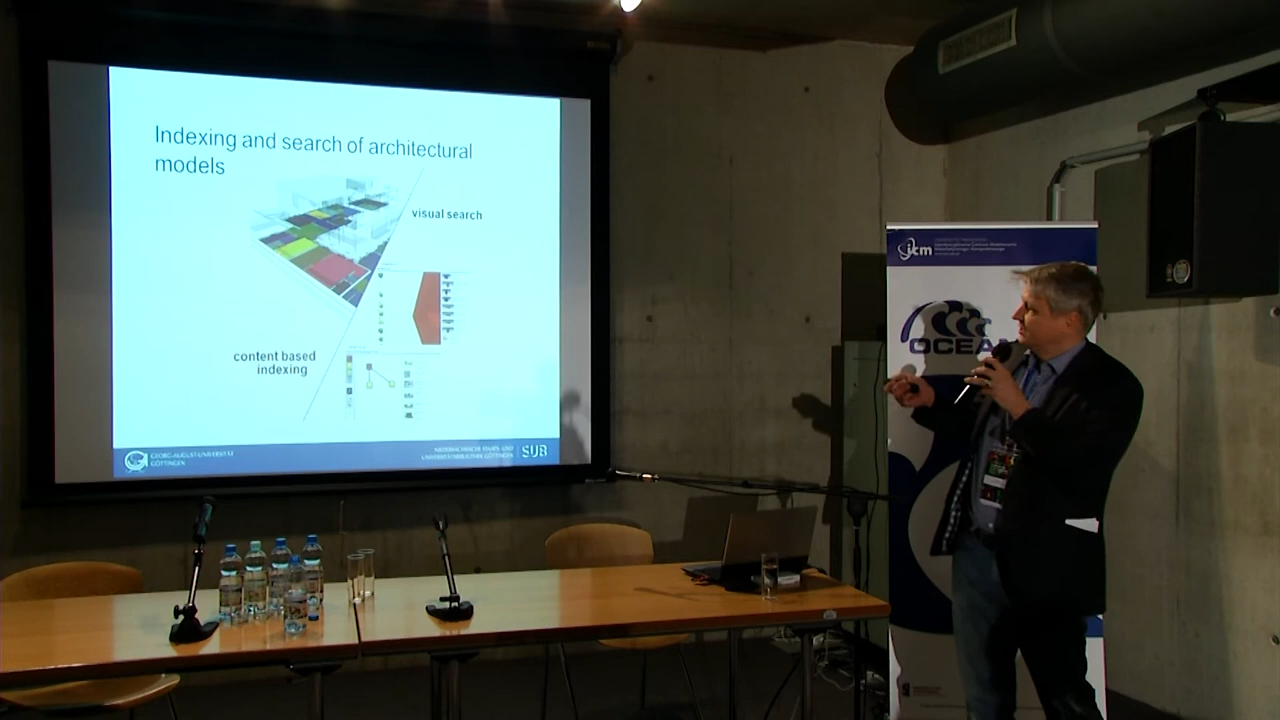 Indexing and search of architectural
models
visual search
content based
indexing
GEORG-AUGUST-UNIVERSITÄT
GÖTTINGEN
NIEDERSÄCHSISCHE STAATS- UND
UNIVERSITÄTSBIBLIOTHEK GÖTTINGEN
SUB
icm
OCEA